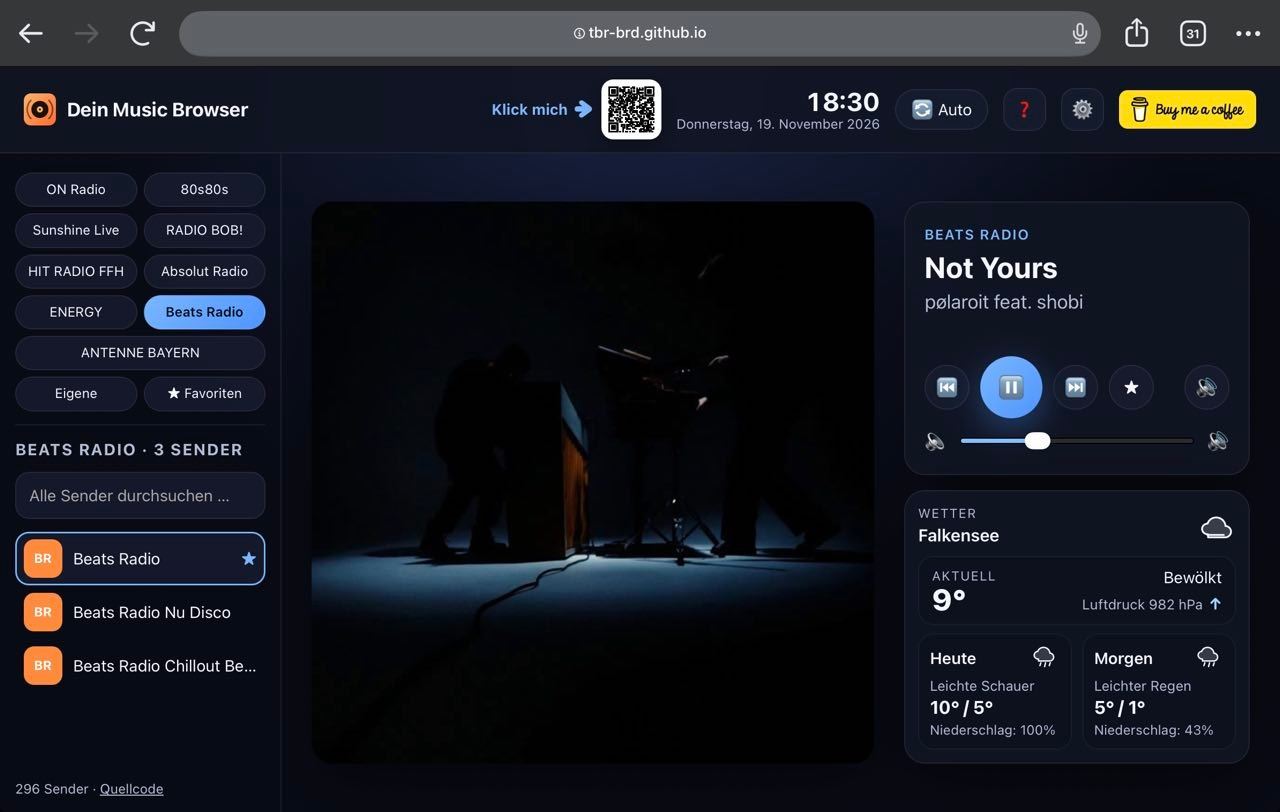 tbr-brd.github.io
31
Dein Music Browser
Klick mich
18:30
Donnerstag, 19. November 2026
Auto
Buy me a coffee
ON Radio
80s80s
Sunshine Live
RADIO BOB!
HIT RADIO FFH
Absolut Radio
ENERGY
Beats Radio
ANTENNE BAYERN
Eigene
★ Favoriten
BEATS RADIO · 3 SENDER
Alle Sender durchsuchen ...
BR Beats Radio
BR Beats Radio Nu Disco
BR Beats Radio Chillout Be...
296 Sender · Quellcode
BEATS RADIO
Not Yours
pølaroit feat. shobi
WETTER
Falkensee
AKTUELL
9°
Bewölkt
Luftdruck 982 hPa ↑
Heute
Leichte Schauer
10° / 5°
Niederschlag: 100%
Morgen
Leichter Regen
5° / 1°
Niederschlag: 43%